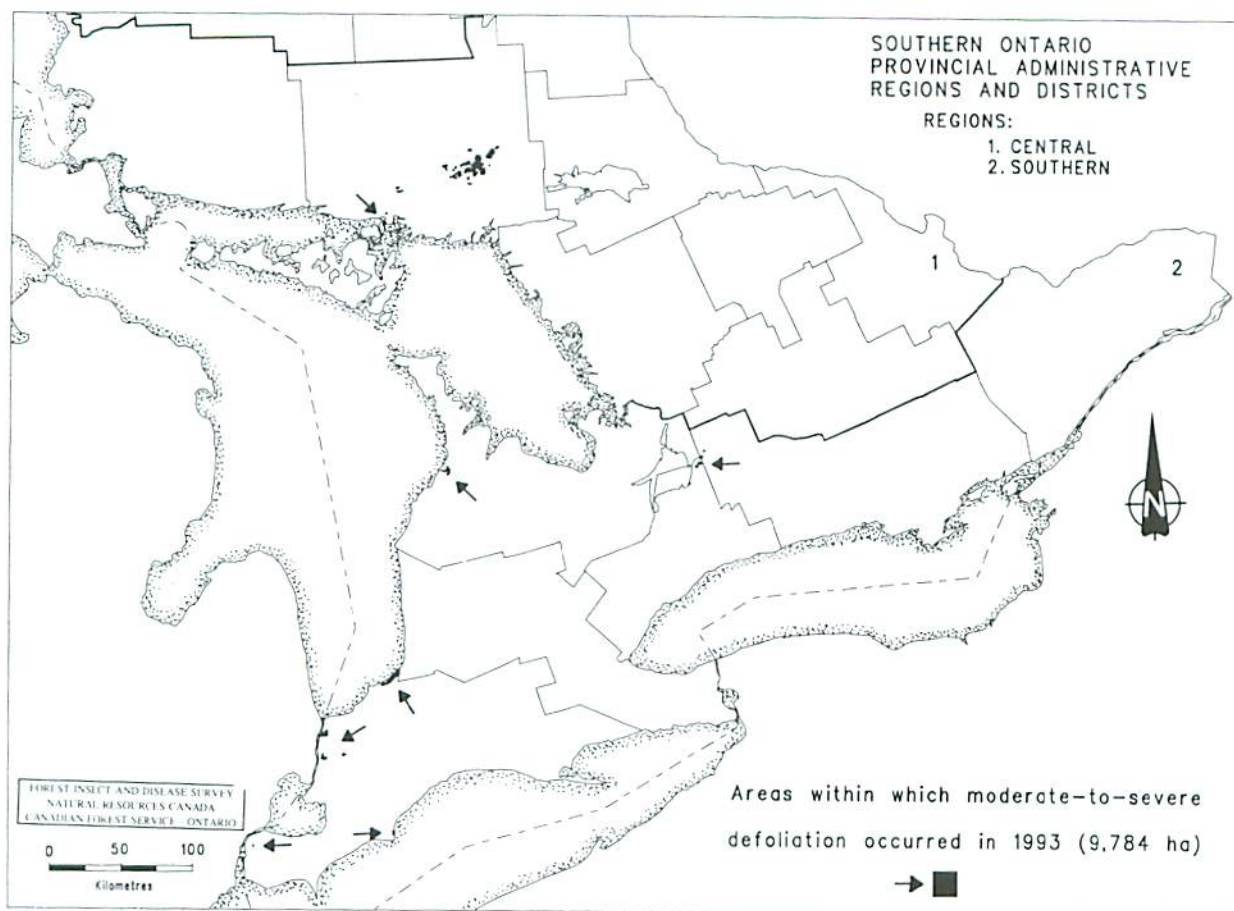 SOUTHERN ONTARIO
PROVINCIAL ADMINISTRATIVE
REGIONS AND DISTRICTS
REGIONS:
1. CENTRAL
2. SOUTHERN
1
2
N
FOREST INSECT AND DISEASE SURVEY
NATURAL RESOURCES CANADA
CANADIAN FOREST SERVICE - ONTARIO
0 50 100
Kilometres
Areas within which moderate-to-severe
defoliation occurred in 1993 (9,784 ha)